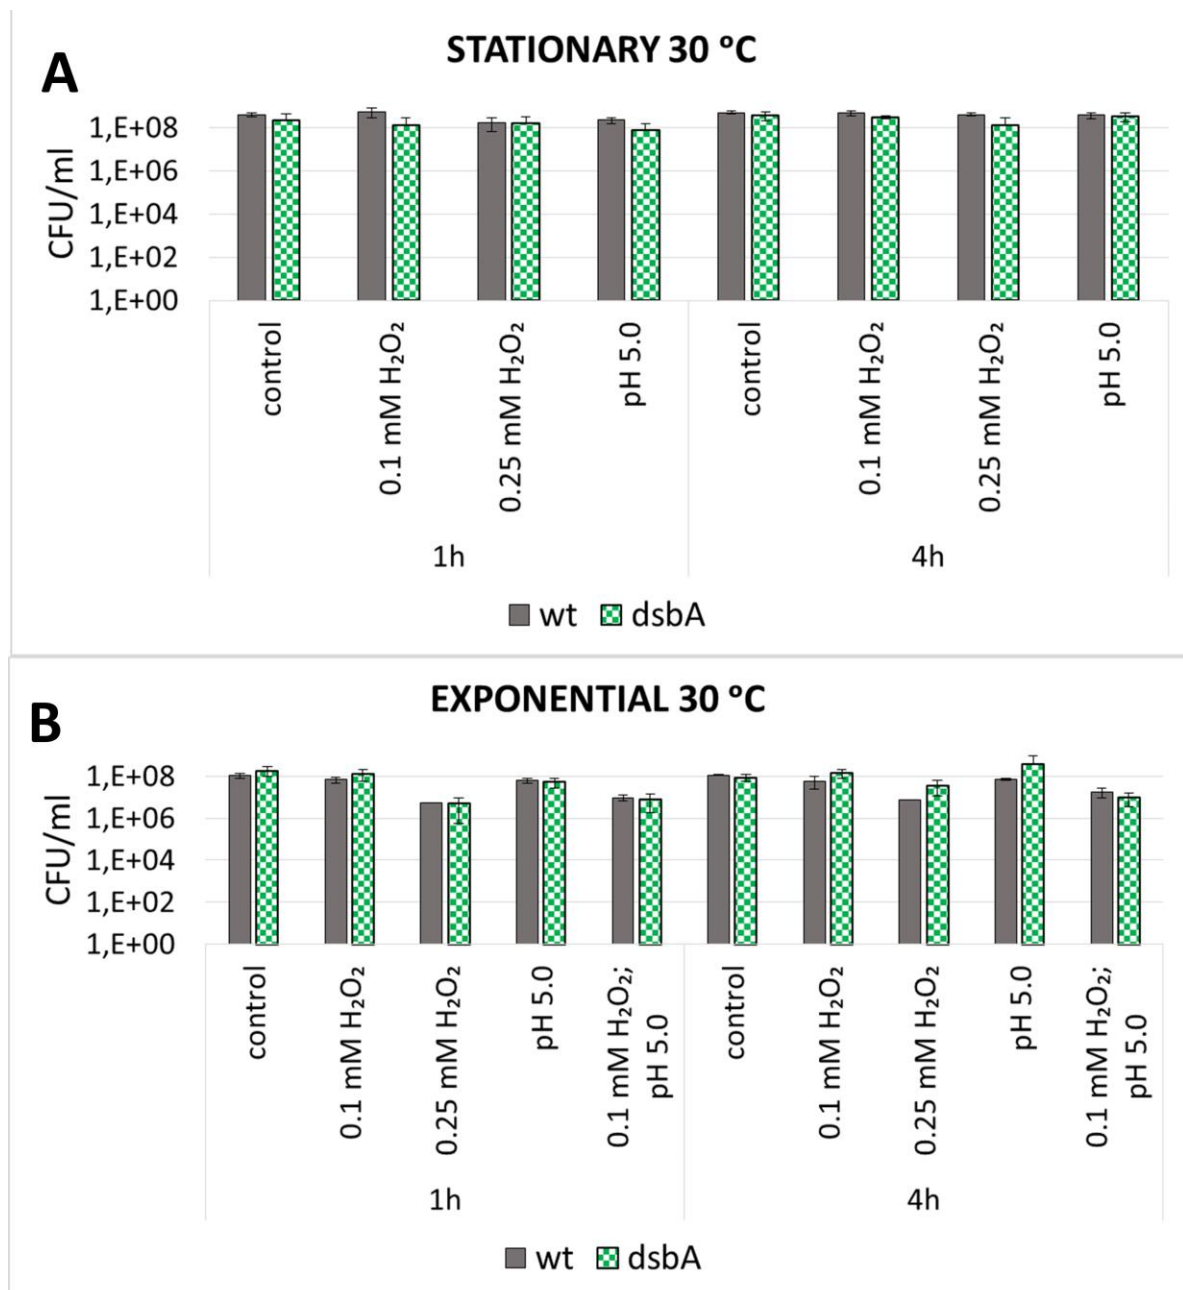 A
STATIONARY 30 °C
CFU/ml
1,E+08
1,E+06
1,E+04
1,E+02
1,E+00
control
0.1 mM H₂O₂
0.25 mM H₂O₂
pH 5.0
control
0.1 mM H₂O₂
0.25 mM H₂O₂
pH 5.0
1h
4h
wt
dsbA
B
EXPONENTIAL 30 °C
CFU/ml
1,E+08
1,E+06
1,E+04
1,E+02
1,E+00
control
0.1 mM H₂O₂
0.25 mM H₂O₂
pH 5.0
0.1 mM H₂O₂;
pH 5.0
control
0.1 mM H₂O₂
0.25 mM H₂O₂
pH 5.0
0.1 mM H₂O₂;
pH 5.0
1h
4h
wt
dsbA